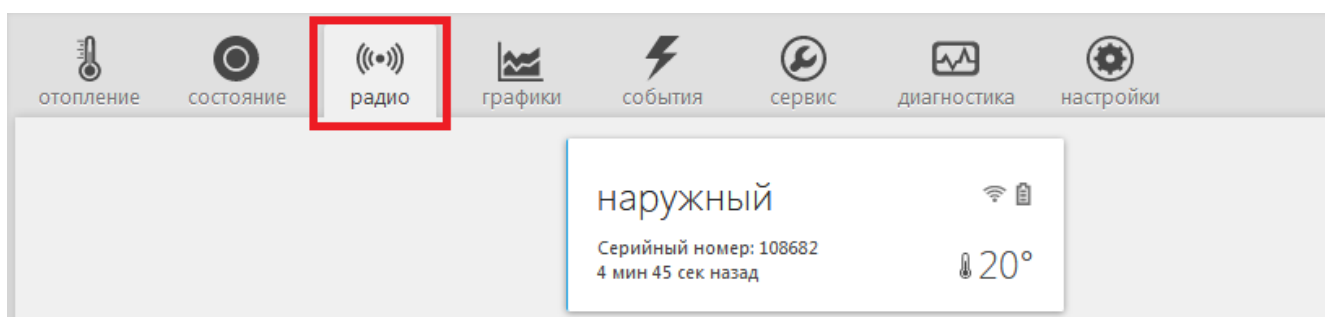 отопление состояние радио графики события сервис диагностика настройки
наружный
Серийный номер: 108682
4 мин 45 сек назад
20°